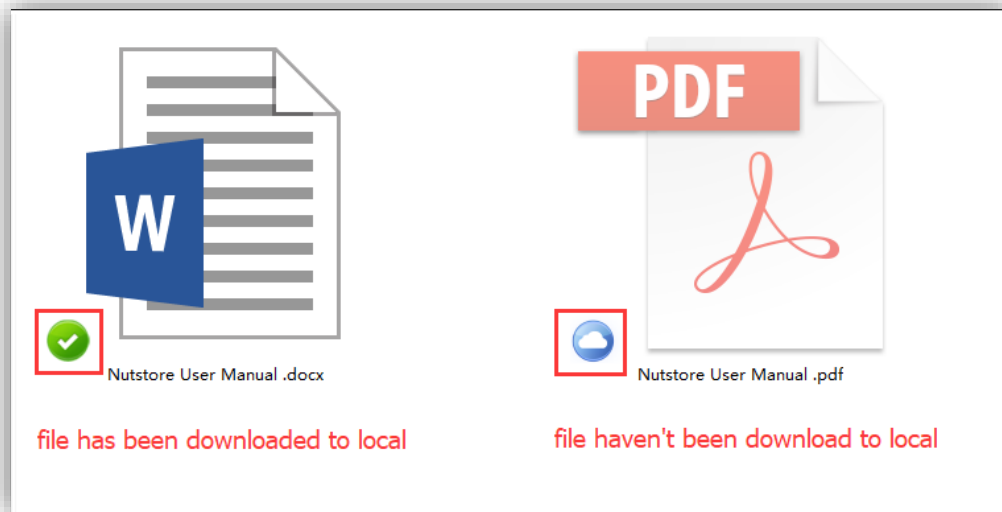 PDF
W
Nutstore User Manual .docx
Nutstore User Manual .pdf
file has been downloaded to local
file haven't been download to local